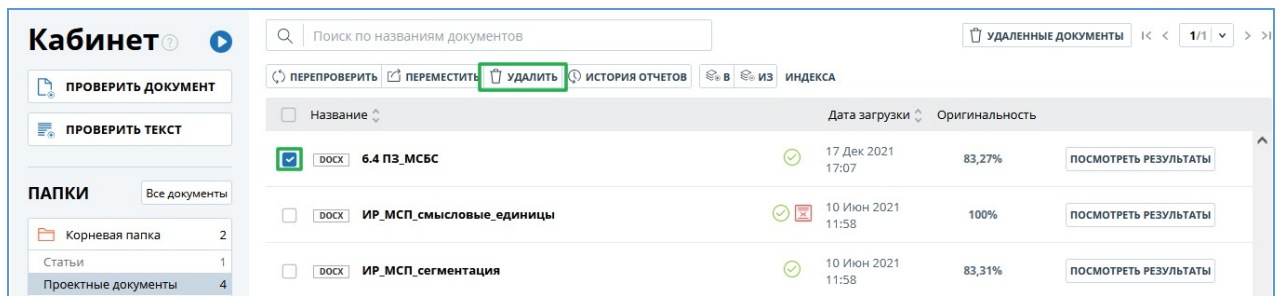 Кабинет ?
Поиск по названиям документов
УДАЛЕННЫЕ ДОКУМЕНТЫ |< < 1/1 > >|
ПРОВЕРИТЬ ДОКУМЕНТ
ПРОВЕРИТЬ ТЕКСТ
ПАПКИ Все документы
Корневая папка 2
Статьи 1
Проектные документы 4
ПЕРЕПРОВЕРИТЬ ПЕРЕМЕСТИТЬ УДАЛИТЬ ИСТОРИЯ ОТЧЕТОВ В ИЗ ИНДЕКСА
Название Дата загрузки Оригинальность
DOCX 6.4 ПЗ_МСБС 17 Дек 2021 83,27% ПОСМОТРЕТЬ РЕЗУЛЬТАТЫ
17:07
DOCX ИР_МСП_смысловые_единицы 10 Июн 2021 100% ПОСМОТРЕТЬ РЕЗУЛЬТАТЫ
11:58
DOCX ИР_МСП_сегментация 10 Июн 2021 83,31% ПОСМОТРЕТЬ РЕЗУЛЬТАТЫ
11:58